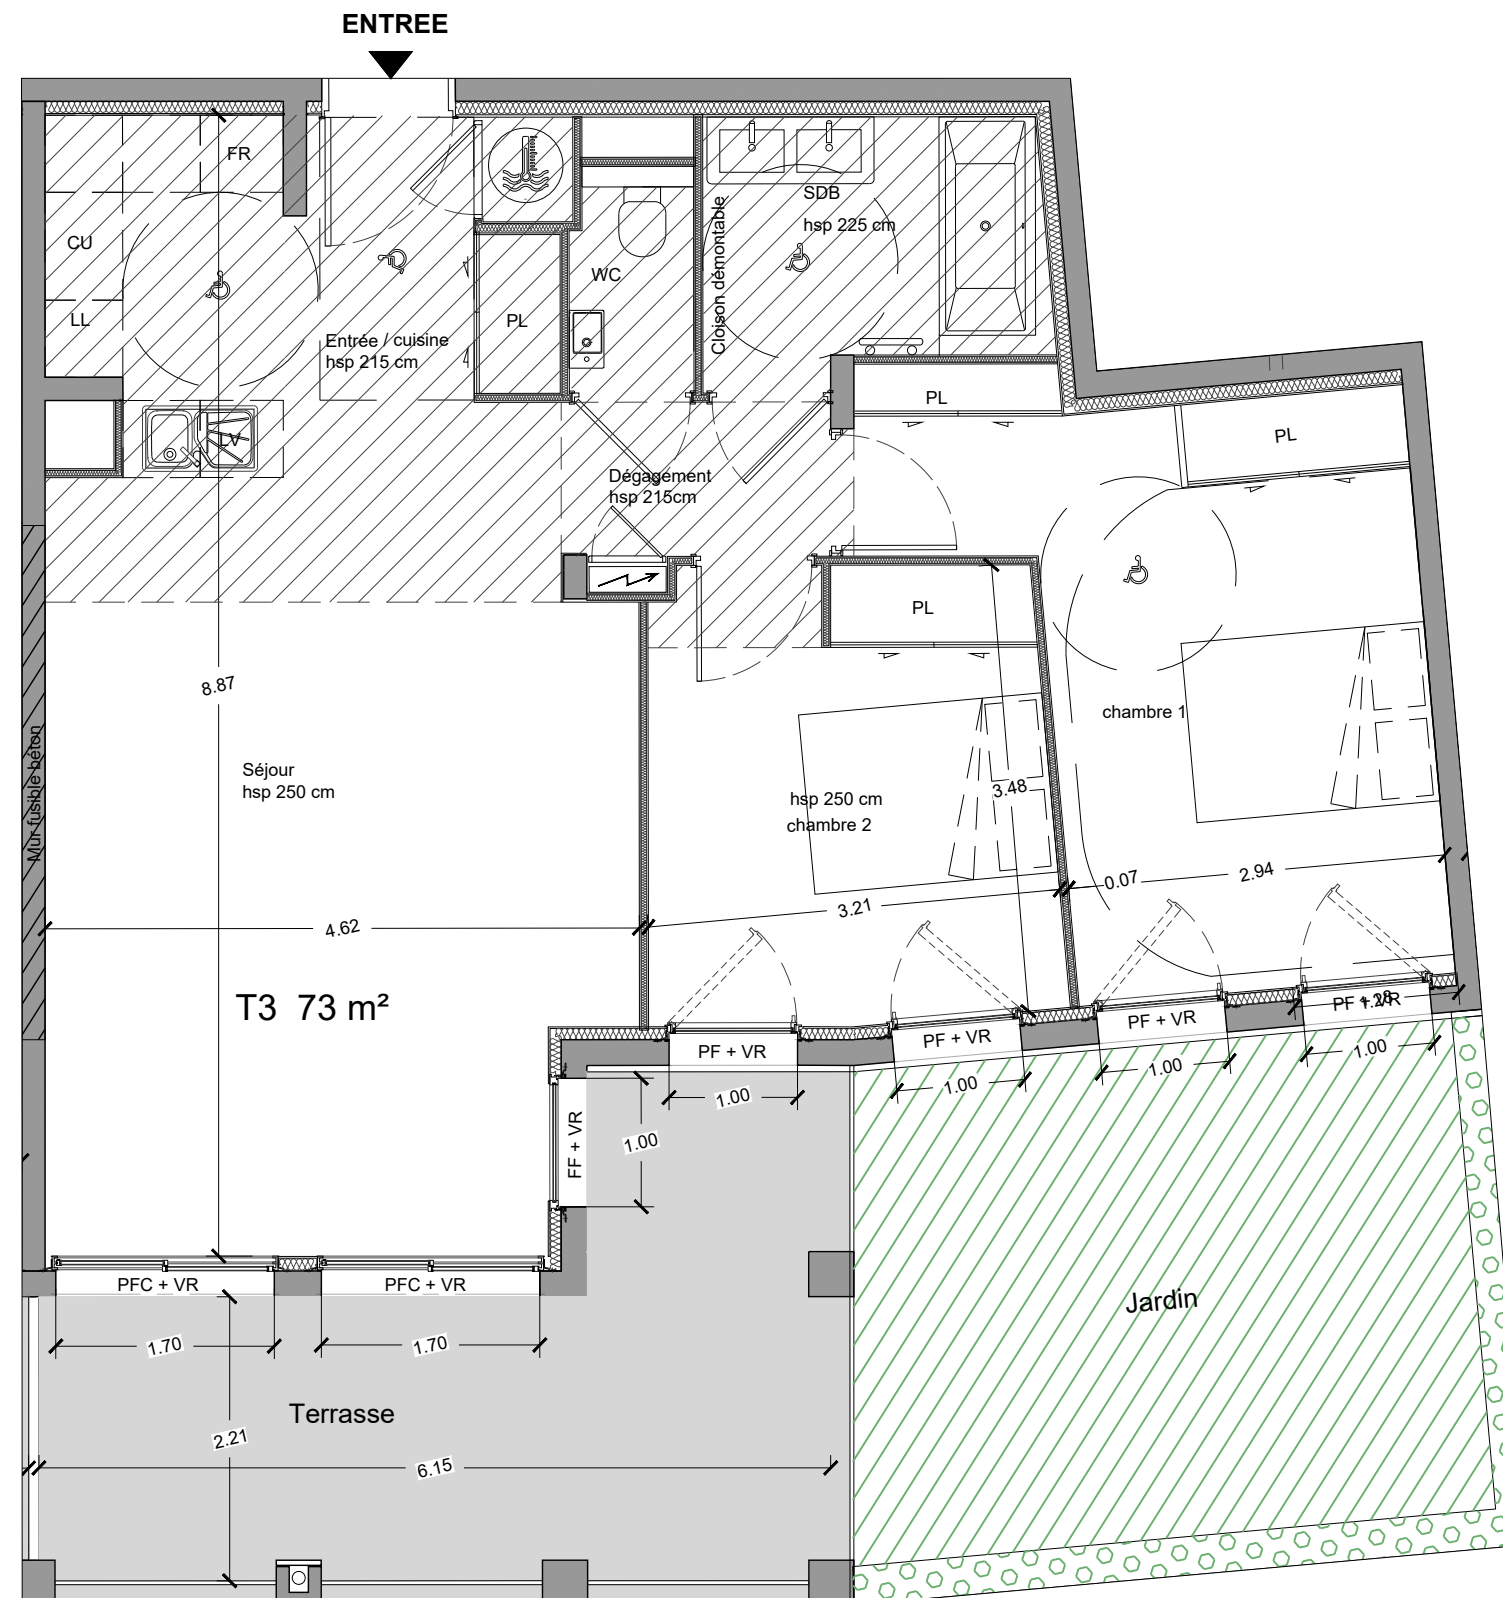 ENTREE
FR
SDB
hsp 225 cm
CU
Cloison démontable
WC
LL
PL
Entrée / cuisine
hsp 215 cm
PL
LV
PL
Dégagement
hsp 215cm
PL
8.87
chambre 1
Mur fusible béton
Séjour
hsp 250 cm
3.48
hsp 250 cm
chambre 2
0.07
2.94
3.21
4.62
T3 73 m²
PF + VR
1.28
PF + VR
PF + VR
PF + VR
1.00
1.00
1.00
1.00
FF + VR
1.00
PFC + VR
PFC + VR
Jardin
1.70
1.70
Terrasse
2.21
6.15